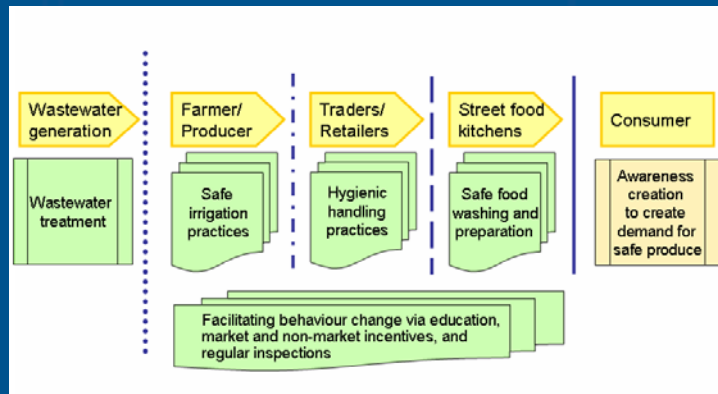 Wastewater
generation
Farmer/
Producer
Traders/
Retailers
Street food
kitchens
Consumer
Wastewater
treatment
Safe
irrigation
practices
Hygienic
handling
practices
Safe food
washing and
preparation
Awareness
creation
to create
demand for
safe produce
Facilitating behaviour change via education,
market and non-market incentives, and
regular inspections